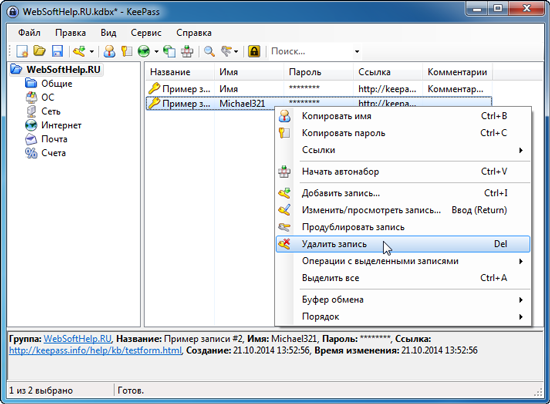 WebSoftHelp.RU.kdbx* - KeePass
Файл Правка Вид Сервис Справка
Поиск...
WebSoftHelp.RU
Общие
ОС
Сеть
Интернет
Почта
Счета
Название Имя Пароль Ссылка Комментарии
Пример з... Имя ******** http://keepa... Комментар...
Пример з... Michael321 ******** http://keepa...
Копировать имя Ctrl+B
Копировать пароль Ctrl+C
Ссылки
Начать автонабор Ctrl+V
Добавить запись... Ctrl+I
Изменить/просмотреть запись... Ввод (Return)
Продублировать запись
Удалить запись Del
Операции с выделенными записями
Выделить все Ctrl+A
Буфер обмена
Порядок
Группа: WebSoftHelp.RU, Название: Пример записи #2, Имя: Michael321, Пароль: ********, Ссылка:
http://keepass.info/help/kb/testform.html, Создание: 21.10.2014 13:52:56, Время изменения: 21.10.2014 13:52:56
1 из 2 выбрано Готов.